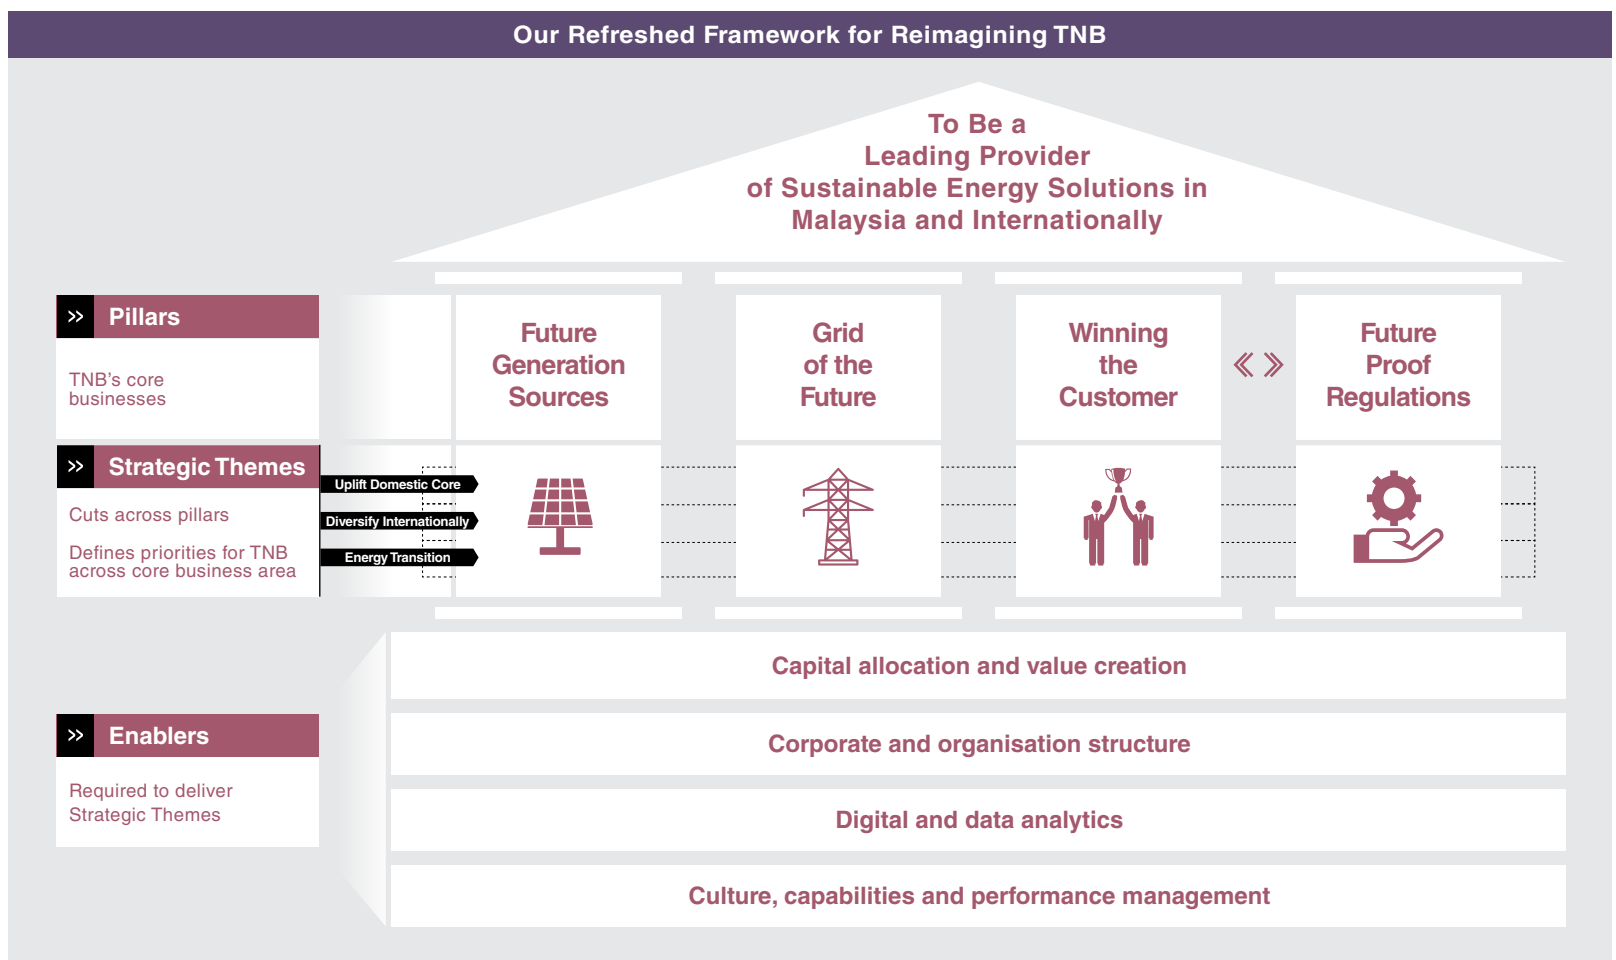 Our Refreshed Framework for Reimagining TNB
To Be a
Leading Provider
of Sustainable Energy Solutions in
Malaysia and Internationally
» Pillars
TNB's core
businesses
Future
Generation
Sources
Grid
of the
Future
Winning
the
Customer
Future
Proof
Regulations
» Strategic Themes
Cuts across pillars
Defines priorities for TNB
across core business area
Uplift Domestic Core
Diversify Internationally
Energy Transition
» Enablers
Required to deliver
Strategic Themes
Capital allocation and value creation
Corporate and organisation structure
Digital and data analytics
Culture, capabilities and performance management